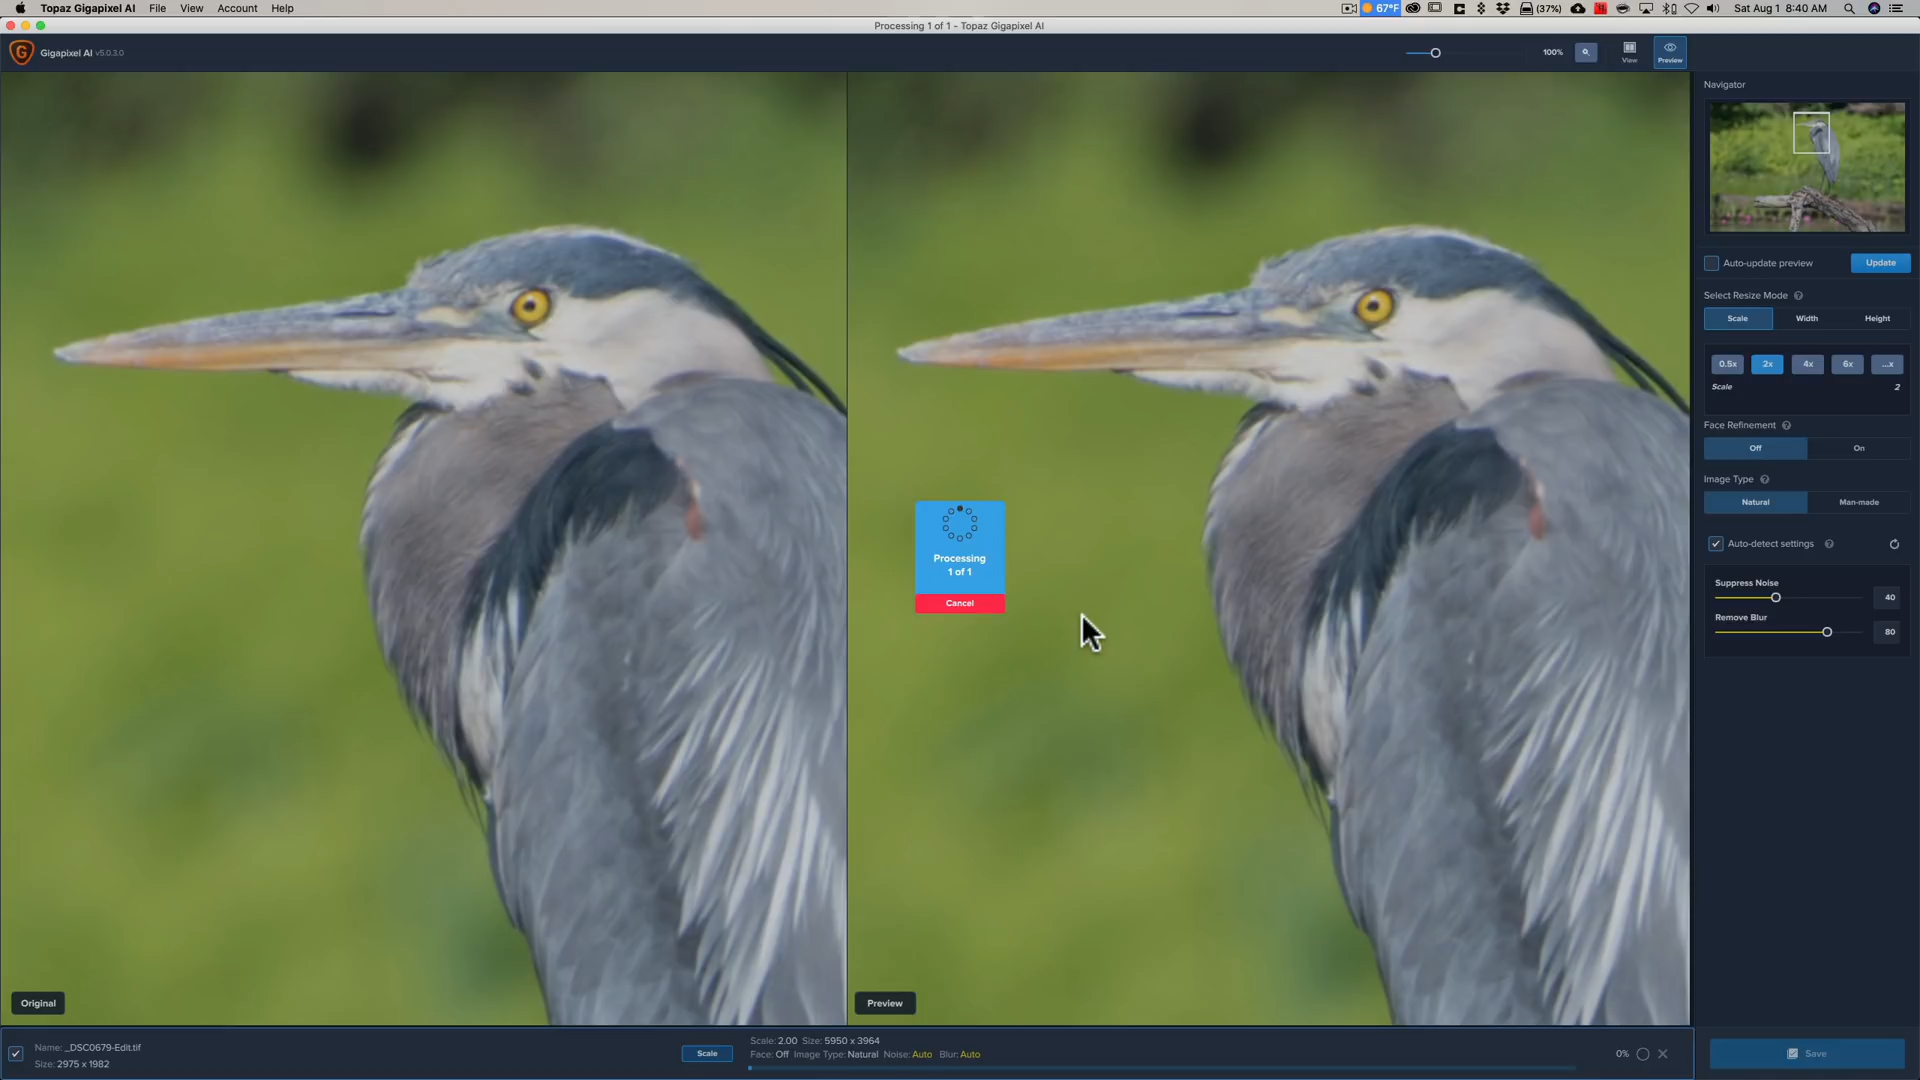 Topaz Gigapixel AI File View Account Help
67°F (37%) Sat Aug 1 8:40 AM
Processing 1 of 1 - Topaz Gigapixel AI
G Gigapixel AI v5.0.3.0
100%
View
Preview
Navigator
Auto-update preview Update
Select Resize Mode ?
Scale Width Height
0.5x 2x 4x 6x ...x
Scale 2
Face Refinement ?
Off On
Image Type ?
Natural Man-made
Auto-detect settings ?
Suppress Noise
40
Remove Blur
80
Processing
1 of 1
Cancel
Original
Preview
Name: _DSC0679-Edit.tif
Size: 2975 x 1982
Scale
Scale: 2.00 Size: 5950 x 3964
Face: Off Image Type: Natural Noise: Auto Blur: Auto
0%
Save